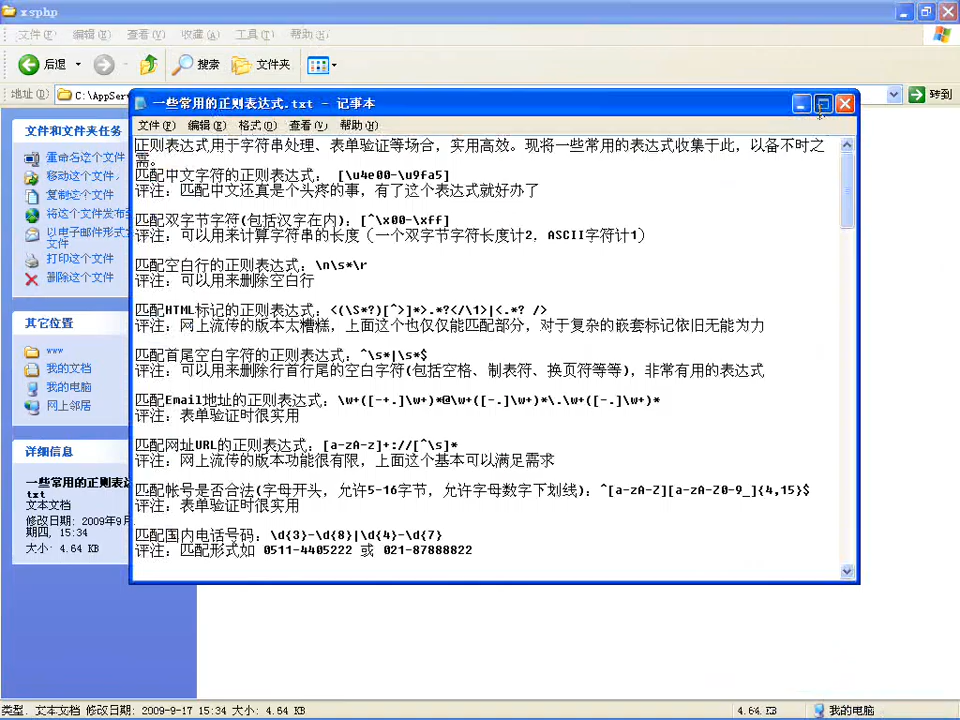 xsphp
文件(F) 编辑(E) 查看(V) 收藏(A) 工具(T) 帮助(H)
后退 搜索 文件夹
地址(D) C:\AppSer 转到
一些常用的正则表达式.txt - 记事本
文件(F) 编辑(E) 格式(O) 查看(V) 帮助(H)
正则表达式用于字符串处理、表单验证等场合，实用高效。现将一些常用的表达式收集于此，以备不时之
需。
匹配中文字符的正则表达式： [\u4e00-\u9fa5]
评注：匹配中文还真是个头疼的事，有了这个表达式就好办了
匹配双字节字符(包括汉字在内)：[^\x00-\xff]
评注：可以用来计算字符串的长度（一个双字节字符长度计2，ASCII字符计1）
匹配空白行的正则表达式：\n\s*\r
评注：可以用来删除空白行
匹配HTML标记的正则表达式：<(\S*?)[^>]*>.*?</\1>|<.*? />
评注：网上流传的版本太糟糕，上面这个也仅仅能匹配部分，对于复杂的嵌套标记依旧无能为力
匹配首尾空白字符的正则表达式：^\s*|\s*$
评注：可以用来删除行首行尾的空白字符(包括空格、制表符、换页符等等)，非常有用的表达式
匹配Email地址的正则表达式：\w+([-+.]\w+)*@\w+([-.]\w+)*\.\w+([-.]\w+)*
评注：表单验证时很实用
匹配网址URL的正则表达式：[a-zA-z]+://[^\s]*
评注：网上流传的版本功能很有限，上面这个基本可以满足需求
匹配帐号是否合法(字母开头，允许5-16字节，允许字母数字下划线)：^[a-zA-Z][a-zA-Z0-9_]{4,15}$
评注：表单验证时很实用
匹配国内电话号码：\d{3}-\d{8}|\d{4}-\d{7}
评注：匹配形式如 0511-4405222 或 021-87888822
文件和文件夹任务
重命名这个文件
移动这个文件
复制这个文件
将这个文件发布到
以电子邮件形式
文件
打印这个文件
删除这个文件
其它位置
www
我的文档
我的电脑
网上邻居
详细信息
一些常用的正则表达
txt
文本文档
修改日期: 2009年9月
期四, 15:34
大小: 4.64 KB
类型: 文本文档 修改日期: 2009-9-17 15:34 大小: 4.64 KB 4.64 KB 我的电脑